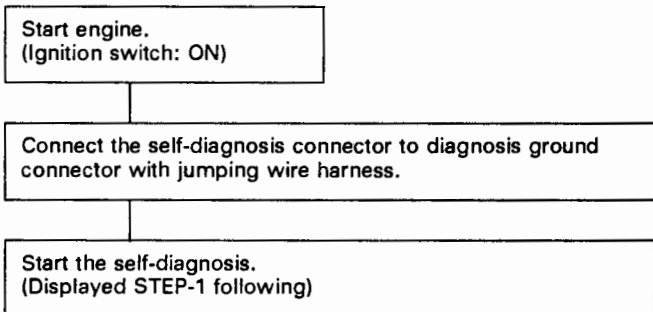 Start engine.
(Ignition switch: ON)
Connect the self-diagnosis connector to diagnosis ground
connector with jumping wire harness.
Start the self-diagnosis.
(Displayed STEP-1 following)